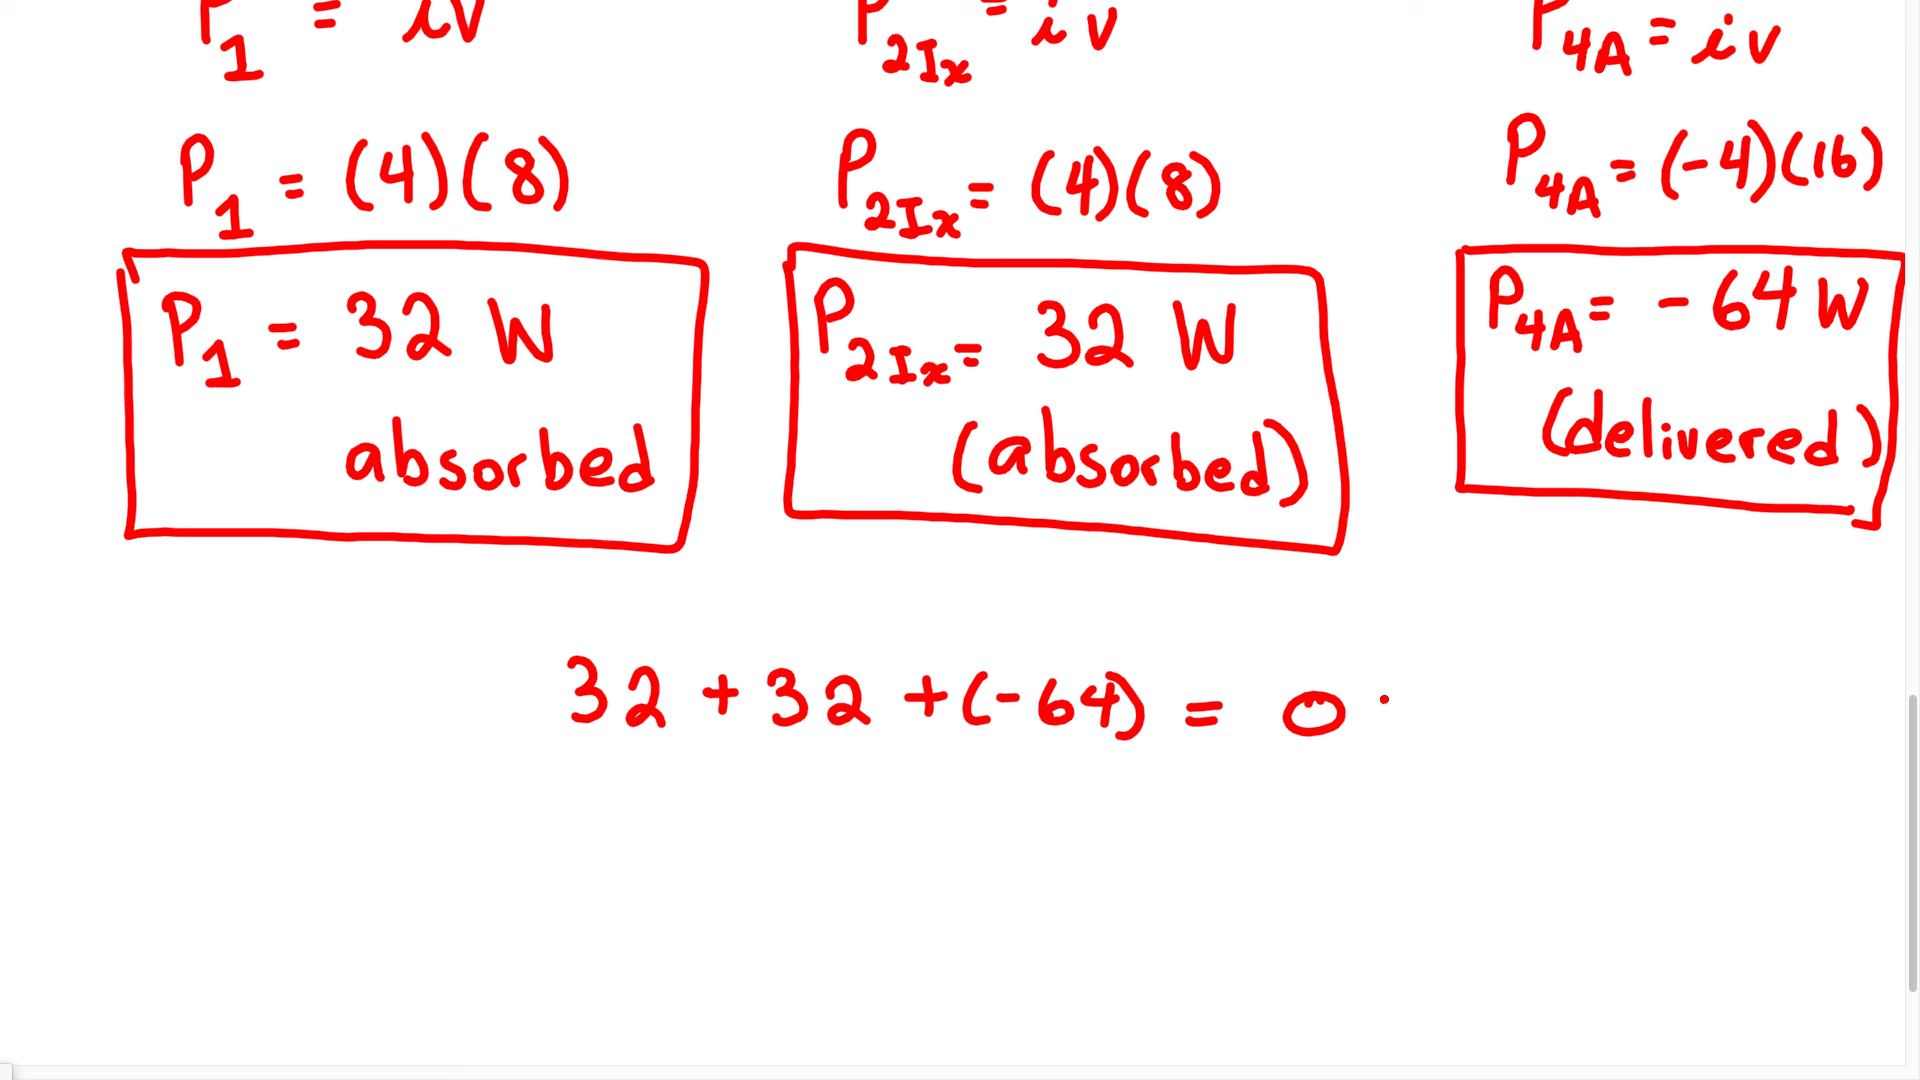 P₁ = iv
P₂Iₓ = iv
P₄A = iv
P₁ = (4)(8)
P₂Iₓ = (4)(8)
P₄A = (-4)(16)
P₁ = 32 W
absorbed
P₂Iₓ = 32 W
(absorbed)
P₄A = -64 W
(delivered)
32 + 32 + (-64) = 0